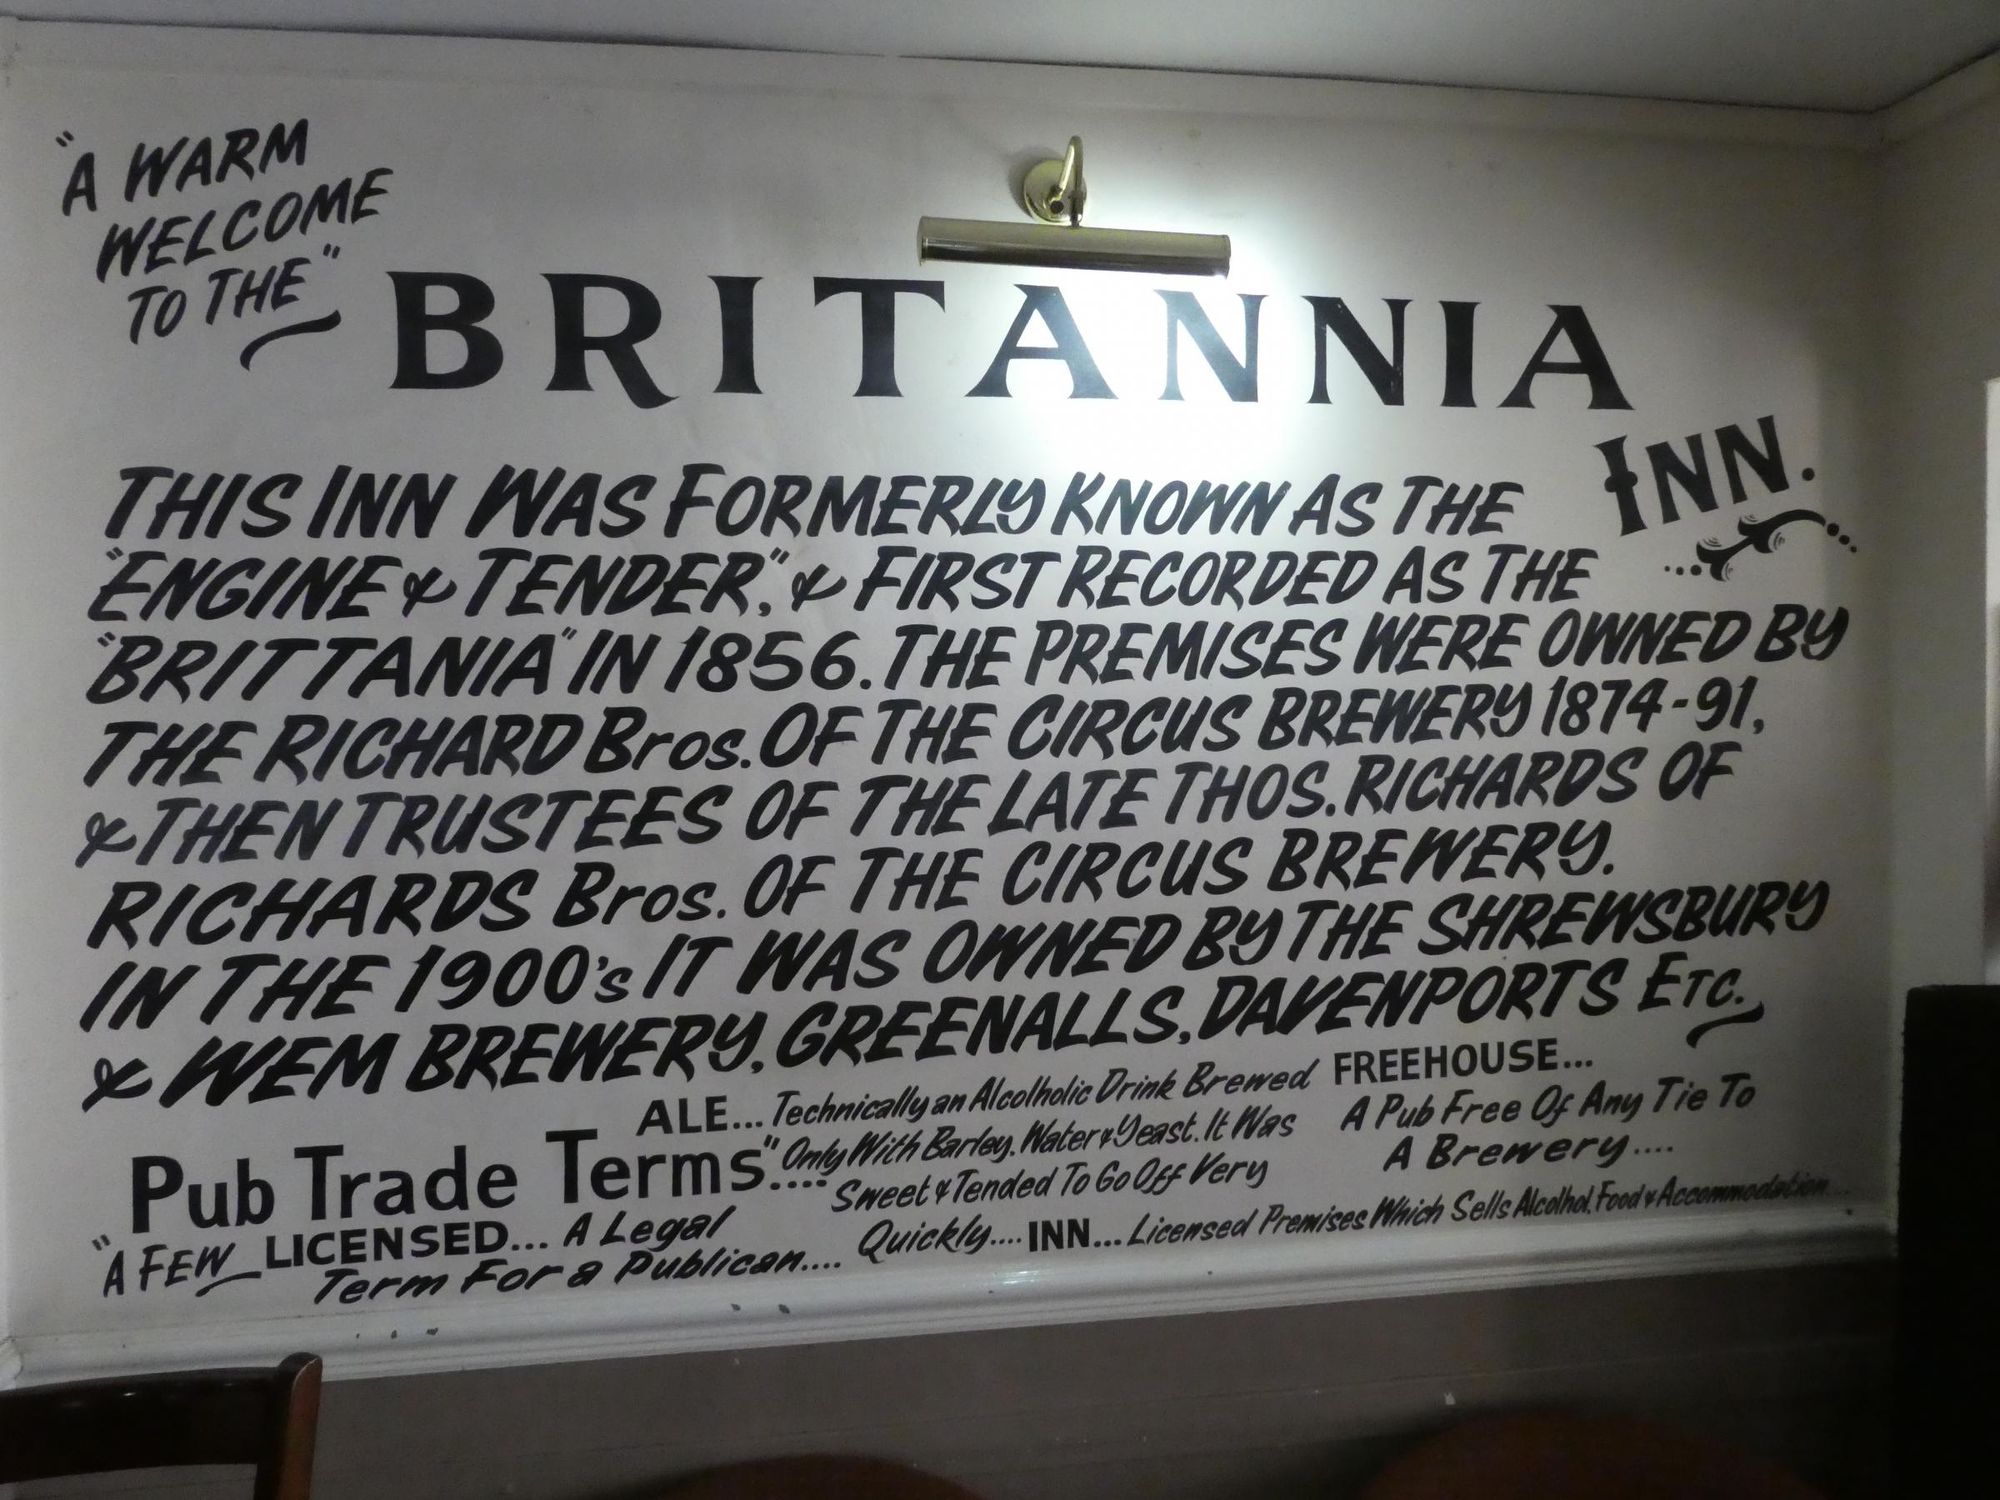 "A WARM
WELCOME
TO THE"
BRITANNIA
INN.
THIS INN WAS FORMERLY KNOWN AS THE
"ENGINE & TENDER," & FIRST RECORDED AS THE
"BRITTANIA" IN 1856. THE PREMISES WERE OWNED BY
THE RICHARD Bros. OF THE CIRCUS BREWERY 1874-91,
& THEN TRUSTEES OF THE LATE THOS. RICHARDS OF
RICHARDS Bros. OF THE CIRCUS BREWERY.
IN THE 1900's IT WAS OWNED BY THE SHREWSBURY
& WEM BREWERY, GREENALLS, DAVENPORTS ETC.
"A FEW
Pub Trade Terms"....
ALE... Technically an Alcolholic Drink Brewed
Only With Barley, Water & Yeast. It Was
Sweet & Tended To Go Off Very
Quickly....
FREEHOUSE...
A Pub Free Of Any Tie To
A Brewery....
LICENSED... A Legal
Term For a Publican....
INN... Licensed Premises Which Sells Alcolhol, Food & Accommodation...